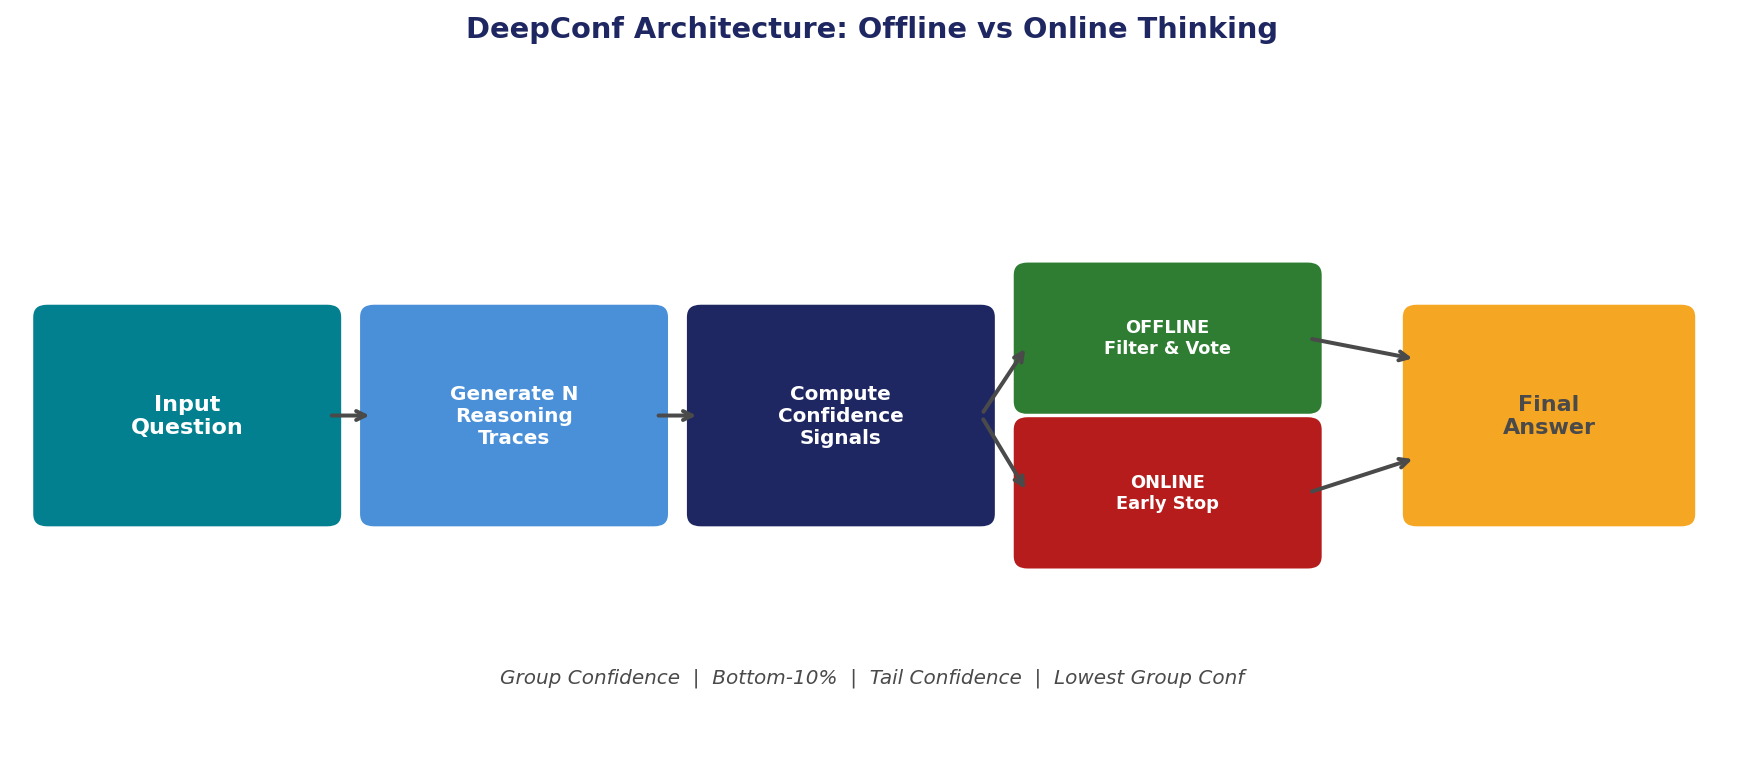 DeepConf Architecture: Offline vs Online Thinking
Input
Question
Generate N
Reasoning
Traces
Compute
Confidence
Signals
OFFLINE
Filter & Vote
ONLINE
Early Stop
Final
Answer
Group Confidence | Bottom-10% | Tail Confidence | Lowest Group Conf